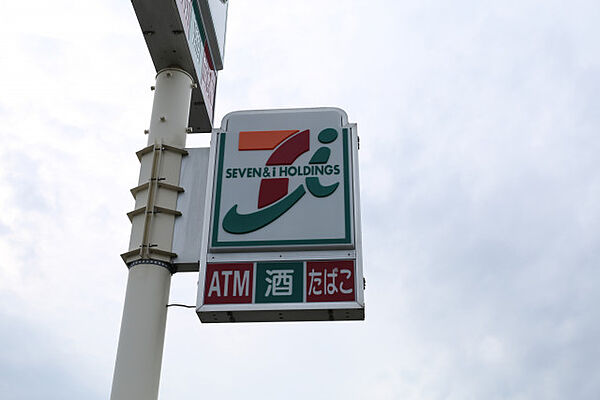 SEVEN&i HOLDINGS
ATM 酒 たばこ